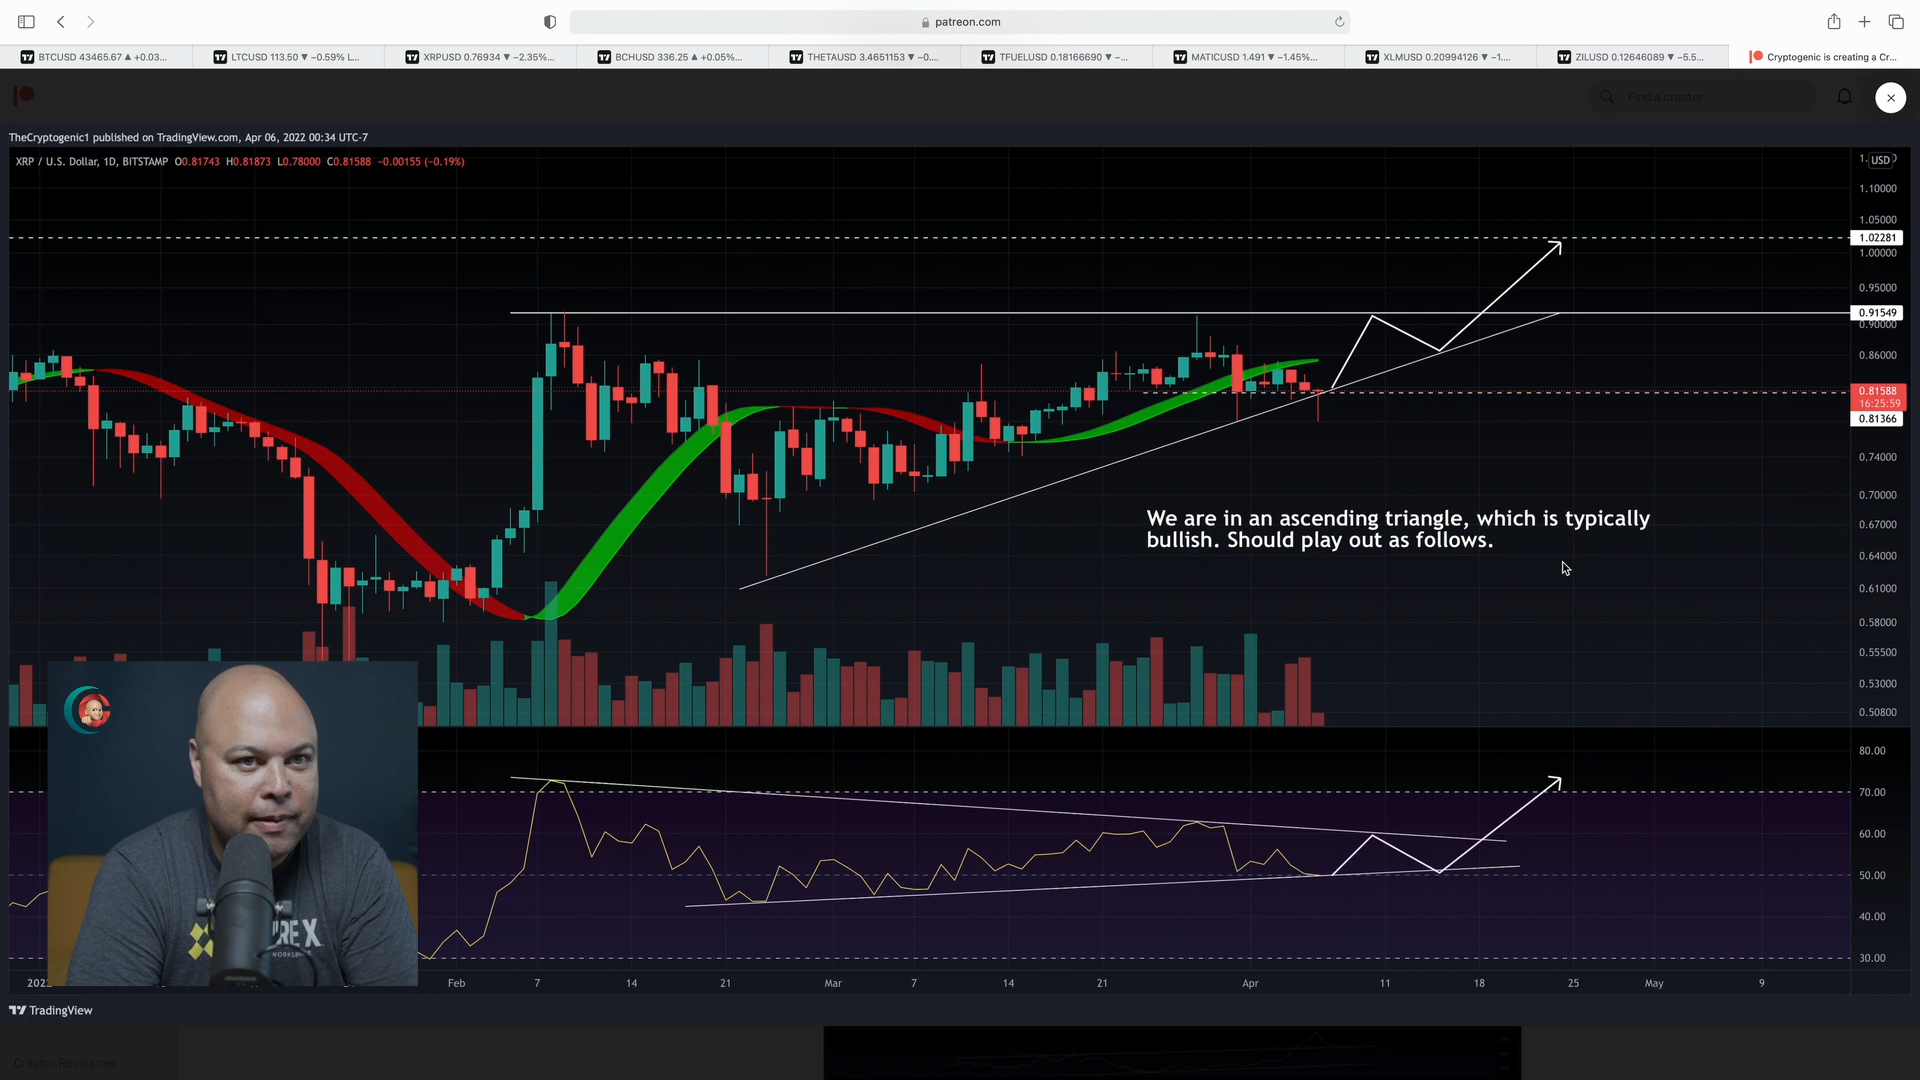 patreon.com
BTCUSD 43465.67 ▲ +0.03...
LTCUSD 113.50 ▼ −0.59% L...
XRPUSD 0.76934 ▼ −2.35%...
BCHUSD 336.25 ▲ +0.05%...
THETAUSD 3.4651153 ▼ −0....
TFUELUSD 0.18166690 ▼ −...
MATICUSD 1.491 ▼ −1.45%...
XLMUSD 0.20994126 ▼ −1....
ZILUSD 0.12646089 ▼ −5.5...
Cryptogenic is creating a Cr...
Find a creator
TheCryptogenic1 published on TradingView.com, Apr 06, 2022 00:34 UTC-7
XRP / U.S. Dollar, 1D, BITSTAMP O0.81743 H0.81873 L0.78000 C0.81588 −0.00155 (−0.19%)
USD
1.10000
1.05000
1.02281
1.00000
0.95000
0.91549
0.90000
0.86000
0.81588
16:25:59
0.81366
0.74000
0.70000
We are in an ascending triangle, which is typically
bullish. Should play out as follows.
0.67000
0.64000
0.61000
0.58000
0.55500
0.53000
0.50800
80.00
70.00
60.00
50.00
40.00
30.00
RE X
WORKSP
Feb 7 14 21 Mar 7 14 21 Apr 11 18 25 May 9
TradingView
Creator Resources